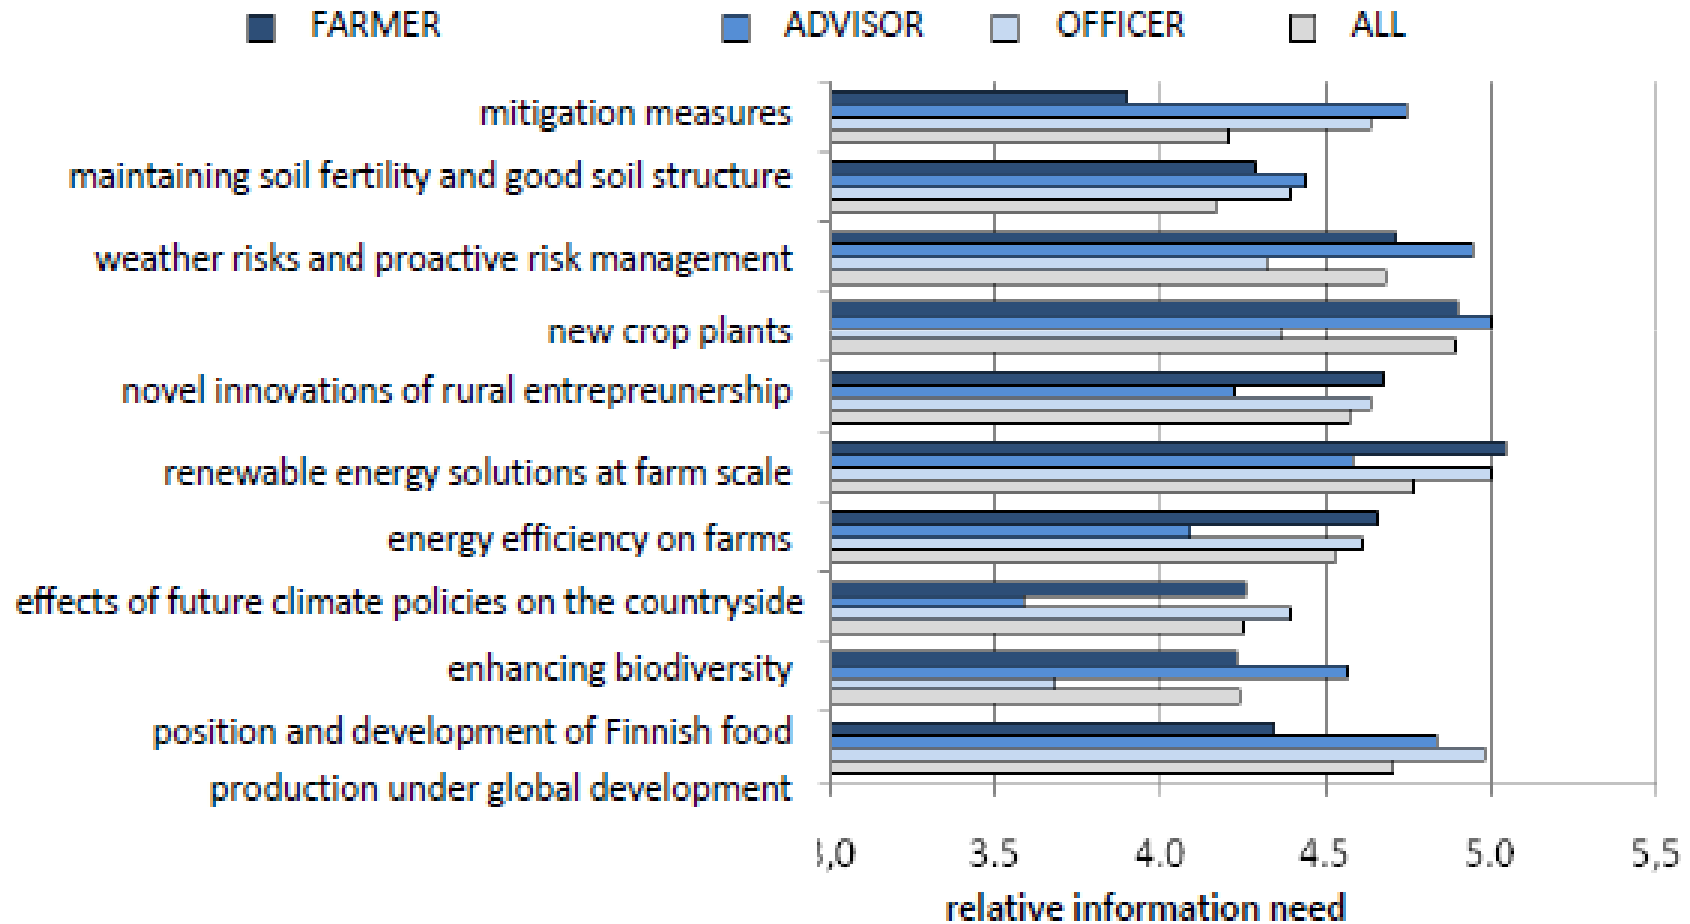 FARMER ADVISOR OFFICER ALL
mitigation measures
maintaining soil fertility and good soil structure
weather risks and proactive risk management
new crop plants
novel innovations of rural entrepreunership
renewable energy solutions at farm scale
energy efficiency on farms
effects of future climate policies on the countryside
enhancing biodiversity
position and development of Finnish food
production under global development
3,0 3.5 4.0 4.5 5.0 5,5
relative information need